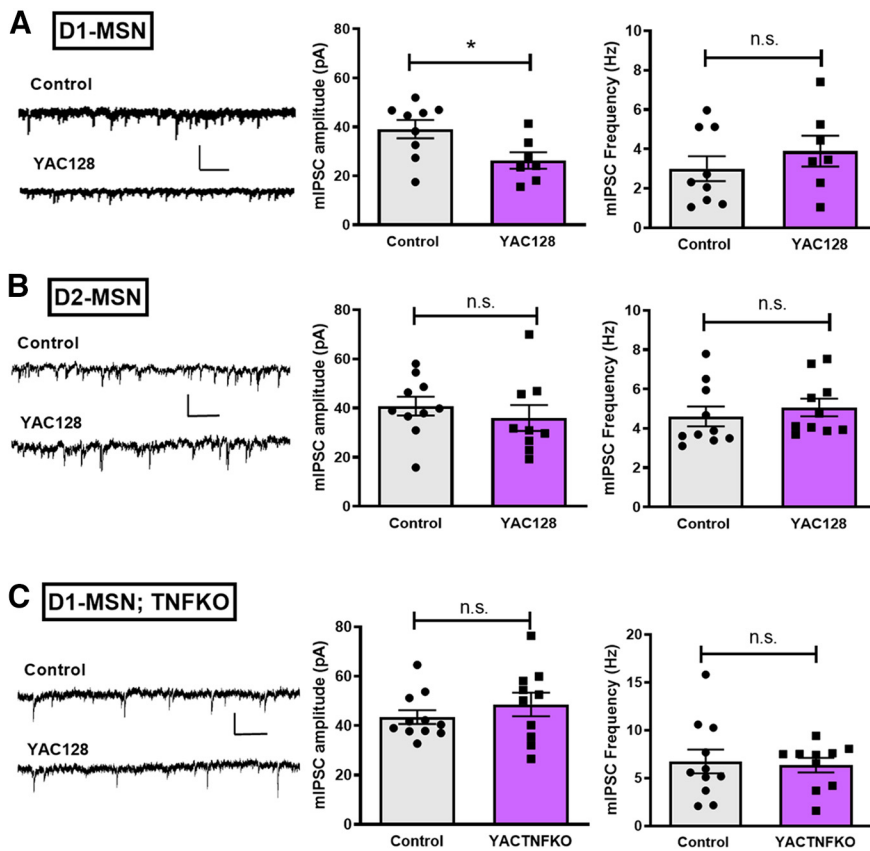 A
D1-MSN
Control
YAC128
mIPSC amplitude (pA)
80
60
40
20
0
*
Control
YAC128
mIPSC Frequency (Hz)
10
8
6
4
2
0
n.s.
Control
YAC128
B
D2-MSN
Control
YAC128
mIPSC amplitude (pA)
80
60
40
20
0
n.s.
Control
YAC128
mIPSC Frequency (Hz)
10
8
6
4
2
0
n.s.
Control
YAC128
C
D1-MSN; TNFKO
Control
YAC128
mIPSC amplitude (pA)
80
60
40
20
0
n.s.
Control
YACTNFKO
mIPSC Frequency (Hz)
20
15
10
5
0
n.s.
Control
YACTNFKO